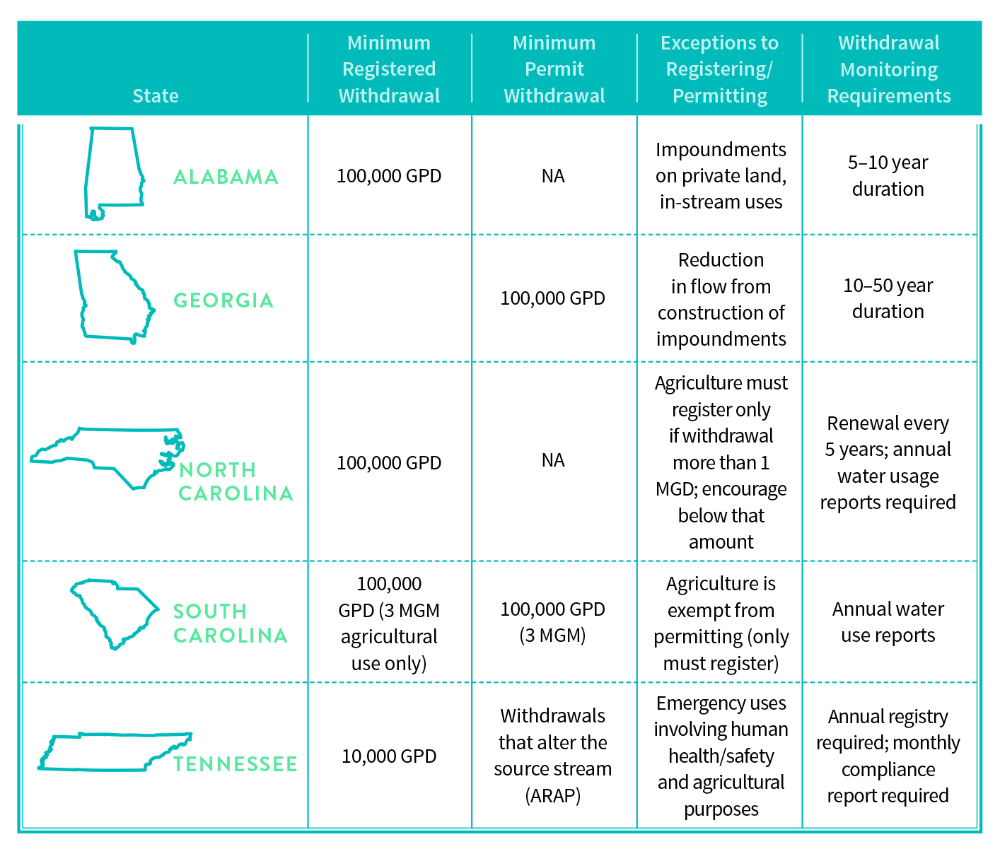 State
Minimum
Registered
Withdrawal
Minimum
Permit
Withdrawal
Exceptions to
Registering/
Permitting
Withdrawal
Monitoring
Requirements
ALABAMA
100,000 GPD
NA
Impoundments
on private land,
in-stream uses
5–10 year
duration
GEORGIA
100,000 GPD
Reduction
in flow from
construction of
impoundments
10–50 year
duration
NORTH
CAROLINA
100,000 GPD
NA
Agriculture must
register only
if withdrawal
more than 1
MGD; encourage
below that
amount
Renewal every
5 years; annual
water usage
reports required
SOUTH
CAROLINA
100,000
GPD (3 MGM
agricultural
use only)
100,000 GPD
(3 MGM)
Agriculture is
exempt from
permitting (only
must register)
Annual water
use reports
TENNESSEE
10,000 GPD
Withdrawals
that alter the
source stream
(ARAP)
Emergency uses
involving human
health/safety
and agricultural
purposes
Annual registry
required; monthly
compliance
report required